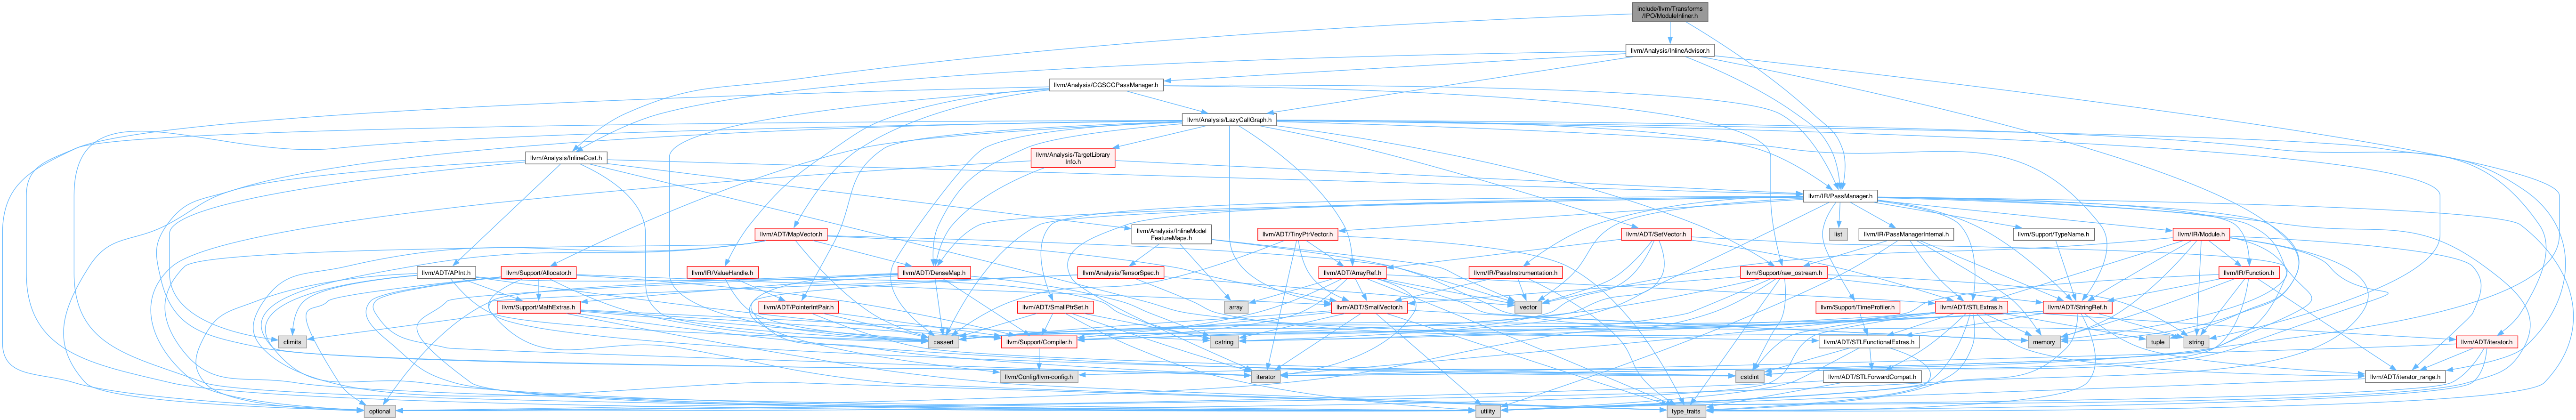 include/llvm/Transforms
/IPO/ModuleInliner.h
llvm/Analysis/InlineAdvisor.h
llvm/Analysis/CGSCCPassManager.h
llvm/Analysis/LazyCallGraph.h
llvm/Analysis/InlineCost.h
llvm/Analysis/TargetLibrary
Info.h
llvm/IR/PassManager.h
llvm/ADT/MapVector.h
llvm/Analysis/InlineModel
FeatureMaps.h
llvm/ADT/TinyPtrVector.h
llvm/ADT/SetVector.h
list
llvm/IR/PassManagerInternal.h
llvm/Support/TypeName.h
llvm/IR/Module.h
llvm/ADT/APInt.h
llvm/Support/Allocator.h
llvm/IR/ValueHandle.h
llvm/ADT/DenseMap.h
llvm/Analysis/TensorSpec.h
llvm/ADT/ArrayRef.h
llvm/IR/PassInstrumentation.h
llvm/Support/raw_ostream.h
llvm/IR/Function.h
llvm/Support/MathExtras.h
llvm/ADT/PointerIntPair.h
llvm/ADT/SmallPtrSet.h
array
llvm/ADT/SmallVector.h
vector
llvm/Support/TimeProfiler.h
llvm/ADT/STLExtras.h
llvm/ADT/StringRef.h
climits
cassert
llvm/Support/Compiler.h
cstring
llvm/ADT/STLFunctionalExtras.h
memory
tuple
string
llvm/ADT/iterator.h
llvm/Config/llvm-config.h
iterator
cstdint
llvm/ADT/STLForwardCompat.h
llvm/ADT/iterator_range.h
optional
utility
type_traits